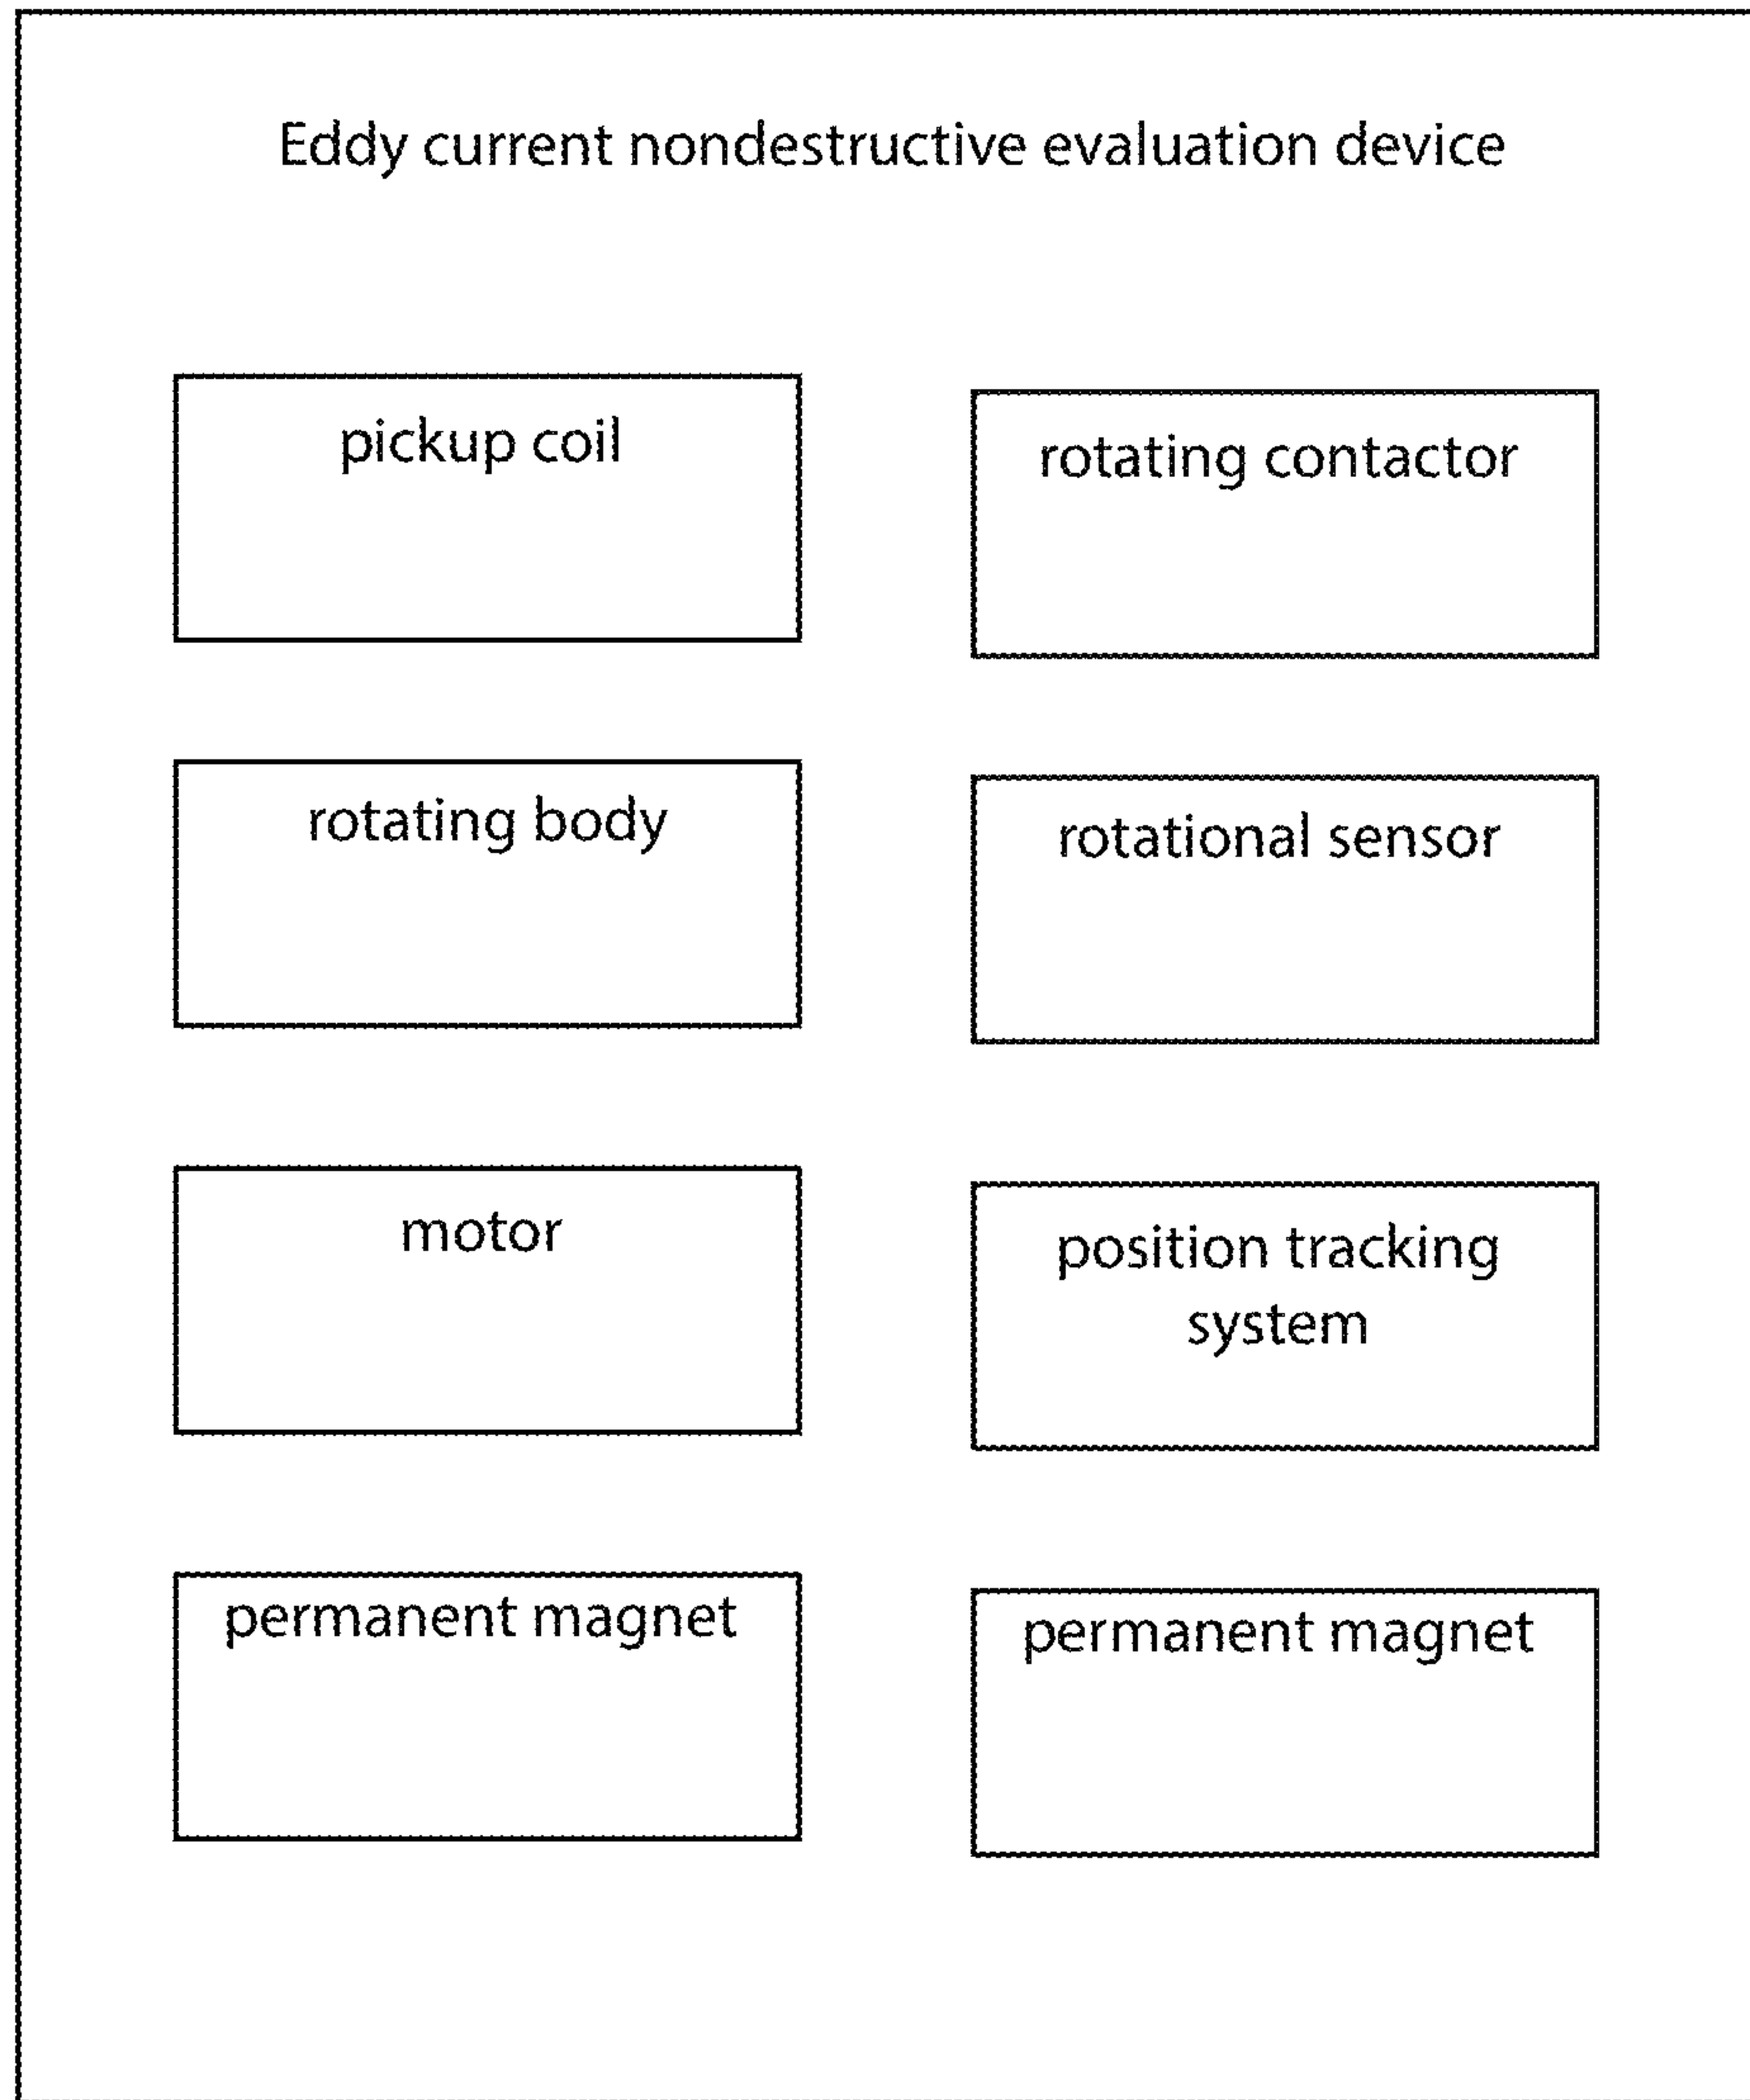 Eddy current nondestructive evaluation device
pickup coil
rotating contactor
rotating body
rotational sensor
motor
position tracking
system
permanent magnet
permanent magnet